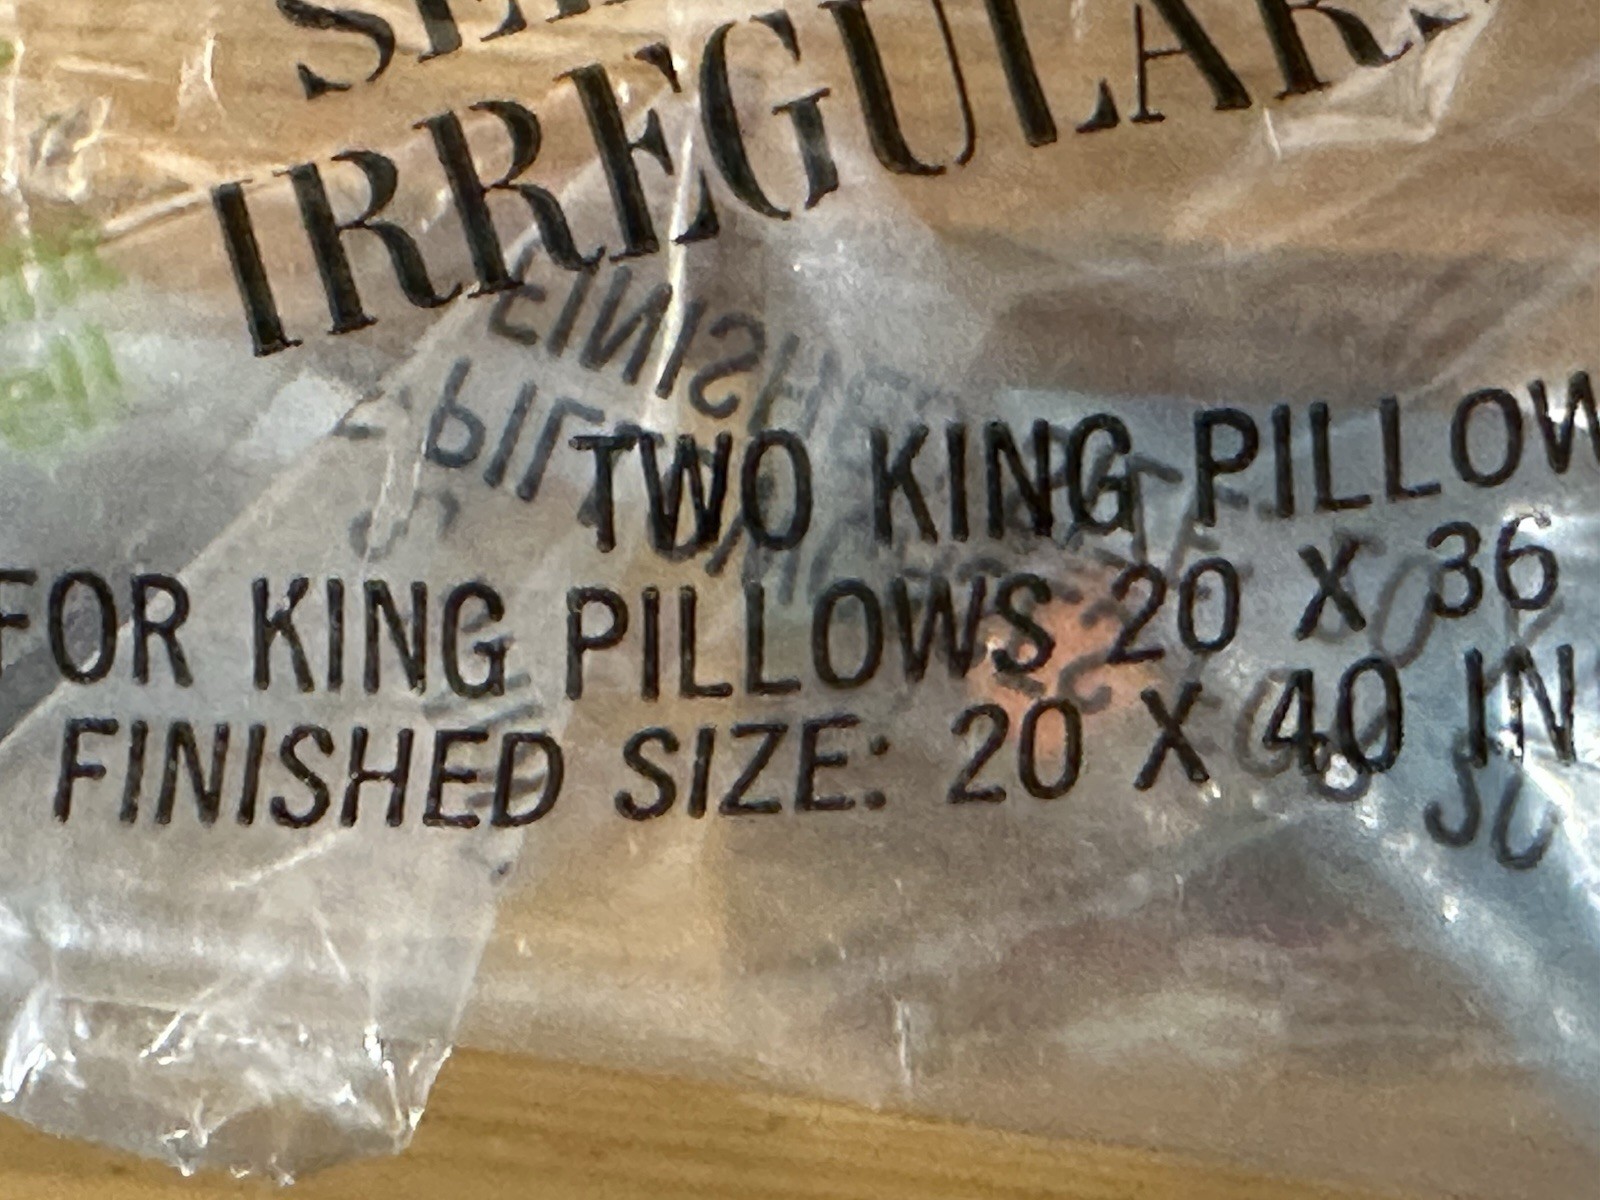 IRREGULAR.
TWO KING PILLOW
FOR KING PILLOWS 20 X 36
FINISHED SIZE: 20 X 40 IN